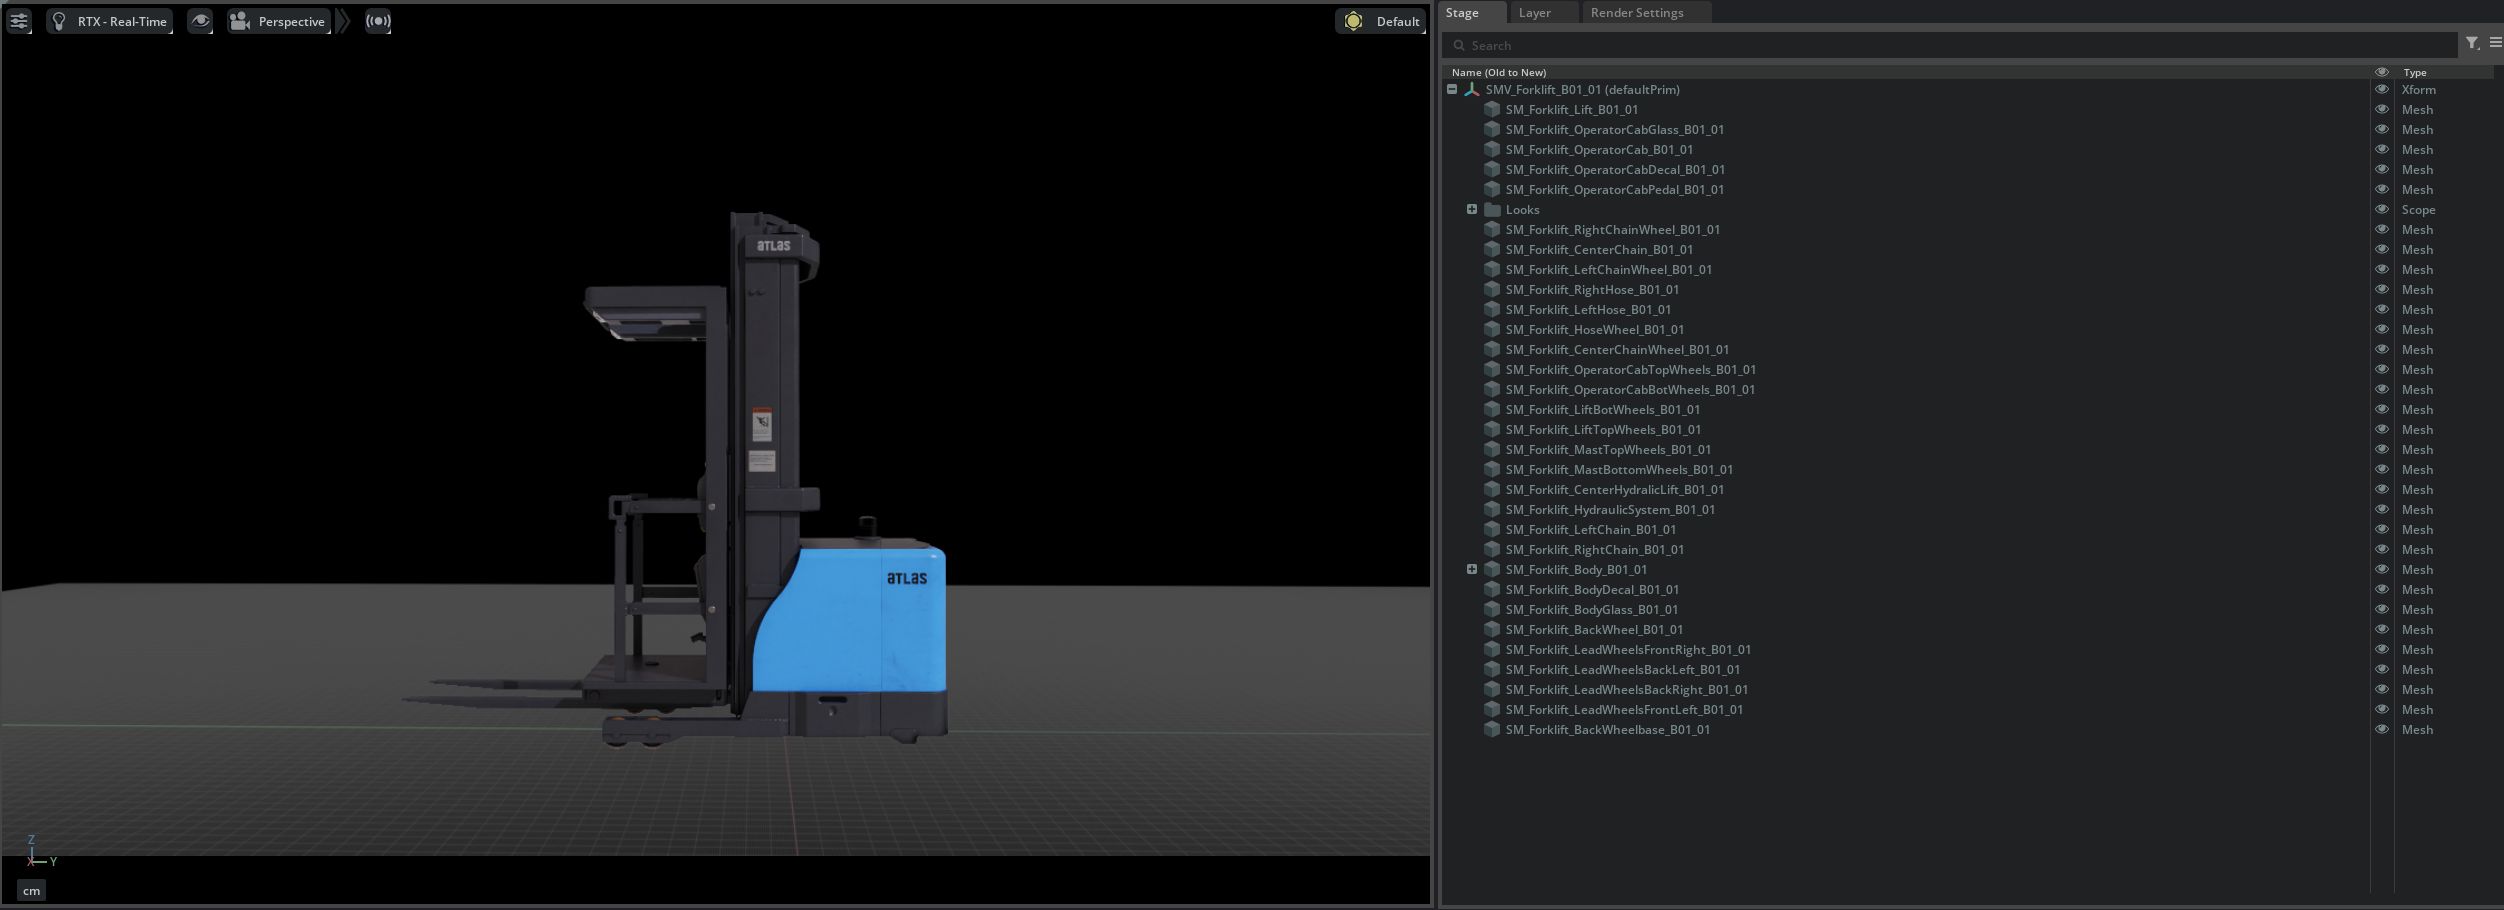 RTX - Real-Time
Perspective
Default
ATLAS
ATLAS
Z
X
Y
cm
Stage
Layer
Render Settings
Search
Name (Old to New)
Type
SMV_Forklift_B01_01 (defaultPrim)
Xform
SM_Forklift_Lift_B01_01
Mesh
SM_Forklift_OperatorCabGlass_B01_01
Mesh
SM_Forklift_OperatorCab_B01_01
Mesh
SM_Forklift_OperatorCabDecal_B01_01
Mesh
SM_Forklift_OperatorCabPedal_B01_01
Mesh
Looks
Scope
SM_Forklift_RightChainWheel_B01_01
Mesh
SM_Forklift_CenterChain_B01_01
Mesh
SM_Forklift_LeftChainWheel_B01_01
Mesh
SM_Forklift_RightHose_B01_01
Mesh
SM_Forklift_LeftHose_B01_01
Mesh
SM_Forklift_HoseWheel_B01_01
Mesh
SM_Forklift_CenterChainWheel_B01_01
Mesh
SM_Forklift_OperatorCabTopWheels_B01_01
Mesh
SM_Forklift_OperatorCabBotWheels_B01_01
Mesh
SM_Forklift_LiftBotWheels_B01_01
Mesh
SM_Forklift_LiftTopWheels_B01_01
Mesh
SM_Forklift_MastTopWheels_B01_01
Mesh
SM_Forklift_MastBottomWheels_B01_01
Mesh
SM_Forklift_CenterHydralicLift_B01_01
Mesh
SM_Forklift_HydraulicSystem_B01_01
Mesh
SM_Forklift_LeftChain_B01_01
Mesh
SM_Forklift_RightChain_B01_01
Mesh
SM_Forklift_Body_B01_01
Mesh
SM_Forklift_BodyDecal_B01_01
Mesh
SM_Forklift_BodyGlass_B01_01
Mesh
SM_Forklift_BackWheel_B01_01
Mesh
SM_Forklift_LeadWheelsFrontRight_B01_01
Mesh
SM_Forklift_LeadWheelsBackLeft_B01_01
Mesh
SM_Forklift_LeadWheelsBackRight_B01_01
Mesh
SM_Forklift_LeadWheelsFrontLeft_B01_01
Mesh
SM_Forklift_BackWheelbase_B01_01
Mesh